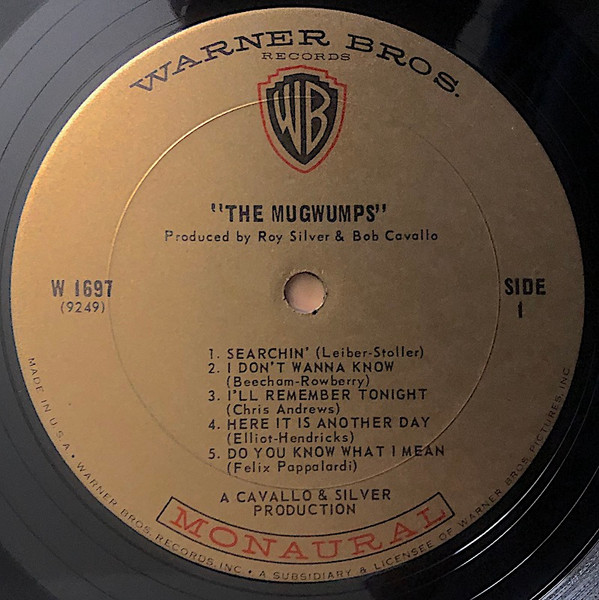 WARNER BROS.
RECORDS
WB
"THE MUGWUMPS"
Produced by Roy Silver & Bob Cavallo
W 1697
(9249)
SIDE
1
1. SEARCHIN' (Leiber-Stoller)
2. I DON'T WANNA KNOW
(Beecham-Rowberry)
3. I'LL REMEMBER TONIGHT
(Chris Andrews)
4. HERE IT IS ANOTHER DAY
(Elliot-Hendricks)
5. DO YOU KNOW WHAT I MEAN
(Felix Pappalardi)
A CAVALLO & SILVER
PRODUCTION
MONAURAL
MADE IN U.S.A. • WARNER BROS. RECORDS, INC. • A SUBSIDIARY & LICENSEE OF WARNER BROS. PICTURES, INC.